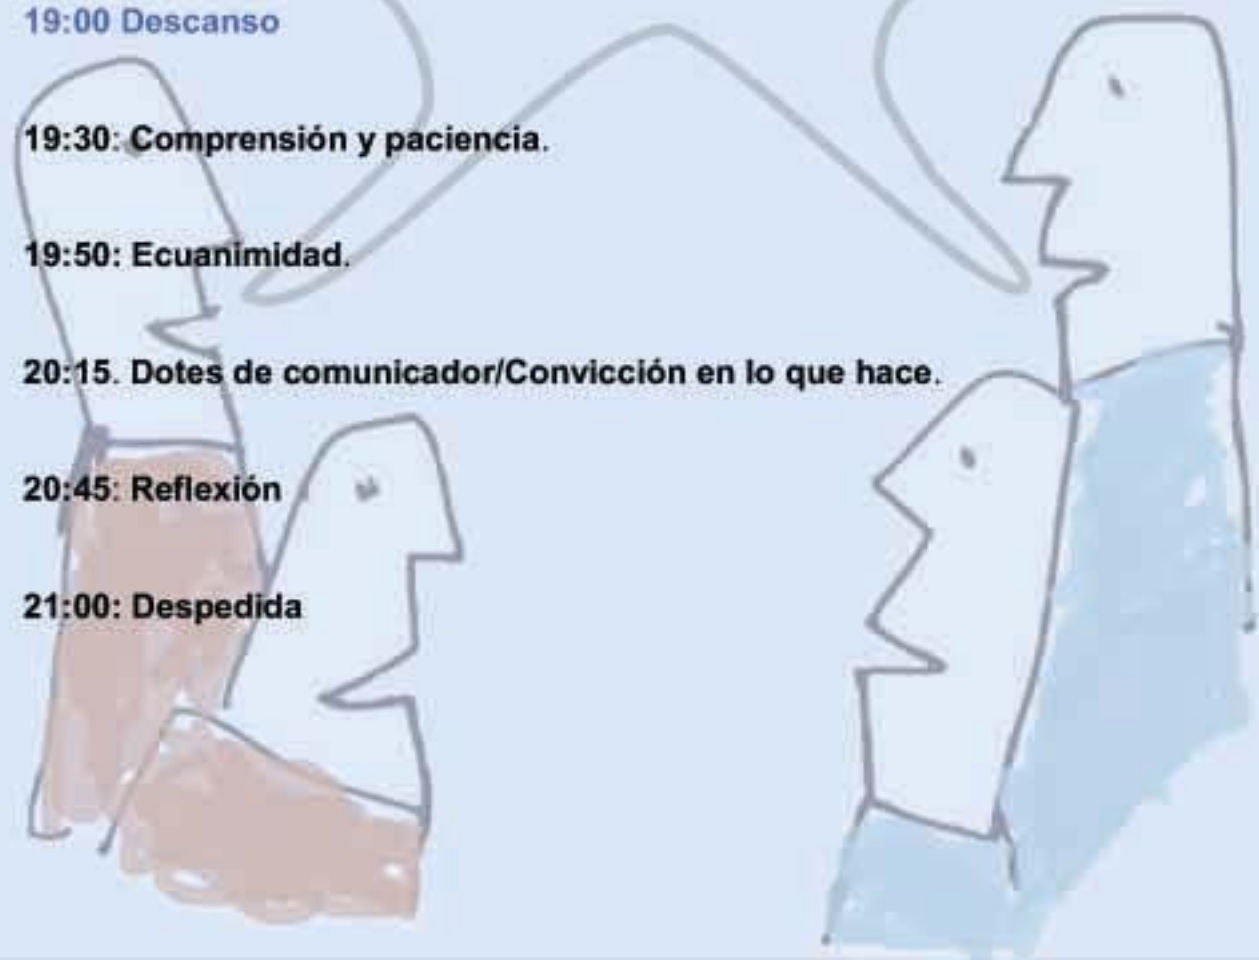 19:00 Descanso
19:30: Comprensión y paciencia.
19:50: Ecuanimidad.
20:15. Dotes de comunicador/Convicción en lo que hace.
20:45: Reflexión
21:00: Despedida